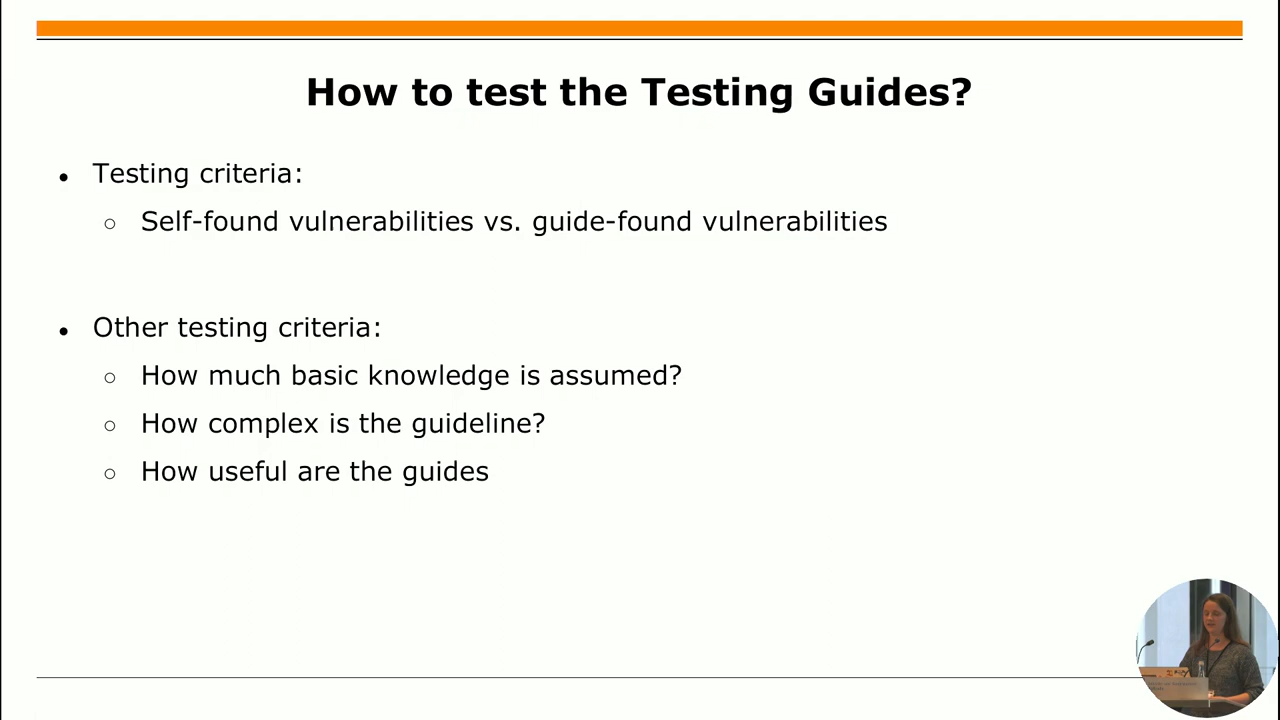 How to test the Testing Guides?
● Testing criteria:
○ Self-found vulnerabilities vs. guide-found vulnerabilities
● Other testing criteria:
○ How much basic knowledge is assumed?
○ How complex is the guideline?
○ How useful are the guides